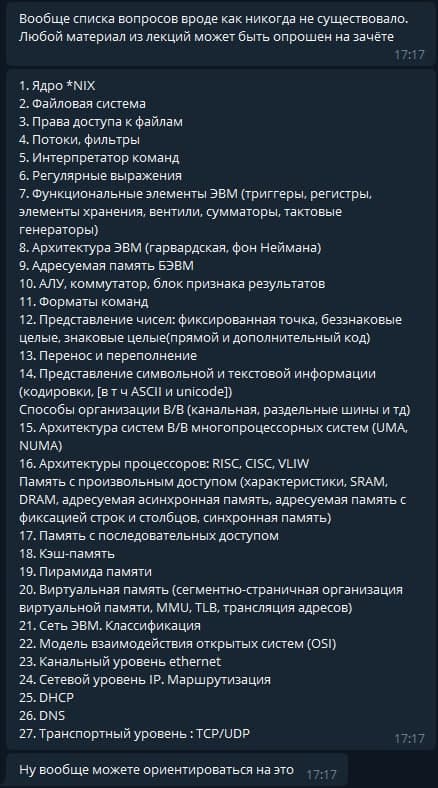 Вообще списка вопросов вроде как никогда не существовало.
Любой материал из лекций может быть опрошен на зачёте
17:17
1. Ядро *NIX
2. Файловая система
3. Права доступа к файлам
4. Потоки, фильтры
5. Интерпретатор команд
6. Регулярные выражения
7. Функциональные элементы ЭВМ (триггеры, регистры,
элементы хранения, вентили, сумматоры, тактовые
генераторы)
8. Архитектура ЭВМ (гарвардская, фон Неймана)
9. Адресуемая память БЭВМ
10. АЛУ, коммутатор, блок признака результатов
11. Форматы команд
12. Представление чисел: фиксированная точка, беззнаковые
целые, знаковые целые(прямой и дополнительный код)
13. Перенос и переполнение
14. Представление символьной и текстовой информации
(кодировки, [в т ч ASCII и unicode])
Способы организации В/В (канальная, раздельные шины и тд)
15. Архитектура систем В/В многопроцессорных систем (UMA,
NUMA)
16. Архитектуры процессоров: RISC, CISC, VLIW
Память с произвольным доступом (характеристики, SRAM,
DRAM, адресуемая асинхронная память, адресуемая память с
фиксацией строк и столбцов, синхронная память)
17. Память с последовательных доступом
18. Кэш-память
19. Пирамида памяти
20. Виртуальная память (сегментно-страничная организация
виртуальной памяти, MMU, TLB, трансляция адресов)
21. Сеть ЭВМ. Классификация
22. Модель взаимодействия открытых систем (OSI)
23. Канальный уровень ethernet
24. Сетевой уровень IP. Маршрутизация
25. DHCP
26. DNS
27. Транспортный уровень : TCP/UDP
17:17
Ну вообще можете ориентироваться на это
17:17